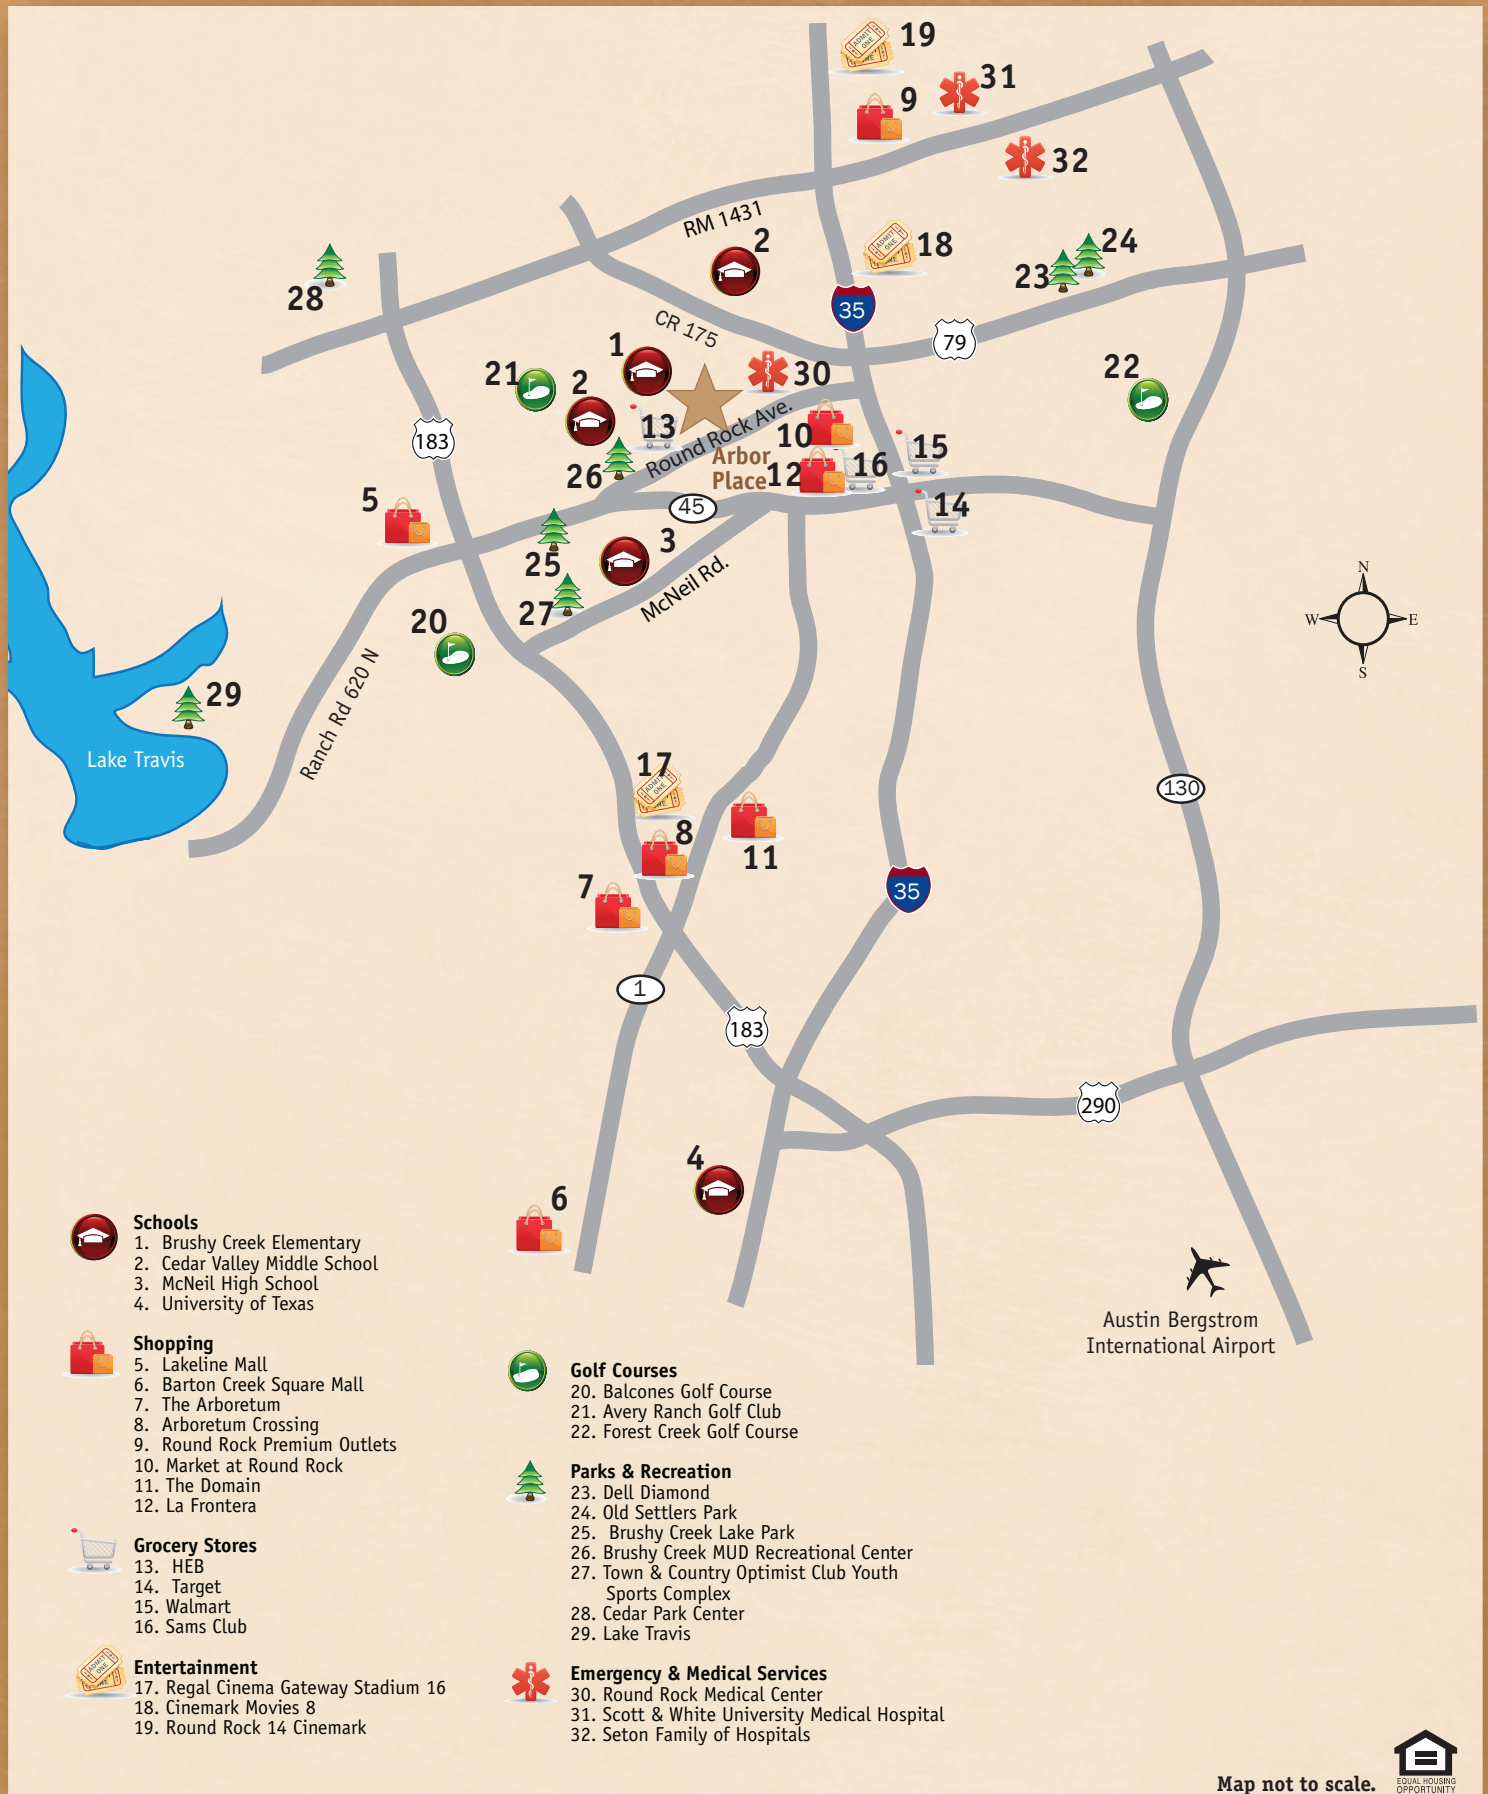 19
31
9
32
RM 1431
2
18
24
23
28
35
CR 175
79
1
30
22
21
2
13
Round Rock Ave.
10
183
Arbor
Place
12
16
15
26
5
45
14
3
25
McNeil Rd.
27
20
N
W
E
S
Ranch Rd 620 N
29
Lake Travis
17
ADMIT
ONE
8
11
130
7
35
1
183
290
4
6
Austin Bergstrom
International Airport
Schools
1. Brushy Creek Elementary
2. Cedar Valley Middle School
3. McNeil High School
4. University of Texas
Shopping
5. Lakeline Mall
6. Barton Creek Square Mall
7. The Arboretum
8. Arboretum Crossing
9. Round Rock Premium Outlets
10. Market at Round Rock
11. The Domain
12. La Frontera
Grocery Stores
13. HEB
14. Target
15. Walmart
16. Sams Club
Entertainment
17. Regal Cinema Gateway Stadium 16
18. Cinemark Movies 8
19. Round Rock 14 Cinemark
Golf Courses
20. Balcones Golf Course
21. Avery Ranch Golf Club
22. Forest Creek Golf Course
Parks & Recreation
23. Dell Diamond
24. Old Settlers Park
25. Brushy Creek Lake Park
26. Brushy Creek MUD Recreational Center
27. Town & Country Optimist Club Youth
Sports Complex
28. Cedar Park Center
29. Lake Travis
Emergency & Medical Services
30. Round Rock Medical Center
31. Scott & White University Medical Hospital
32. Seton Family of Hospitals
Map not to scale.
EQUAL HOUSING
OPPORTUNITY